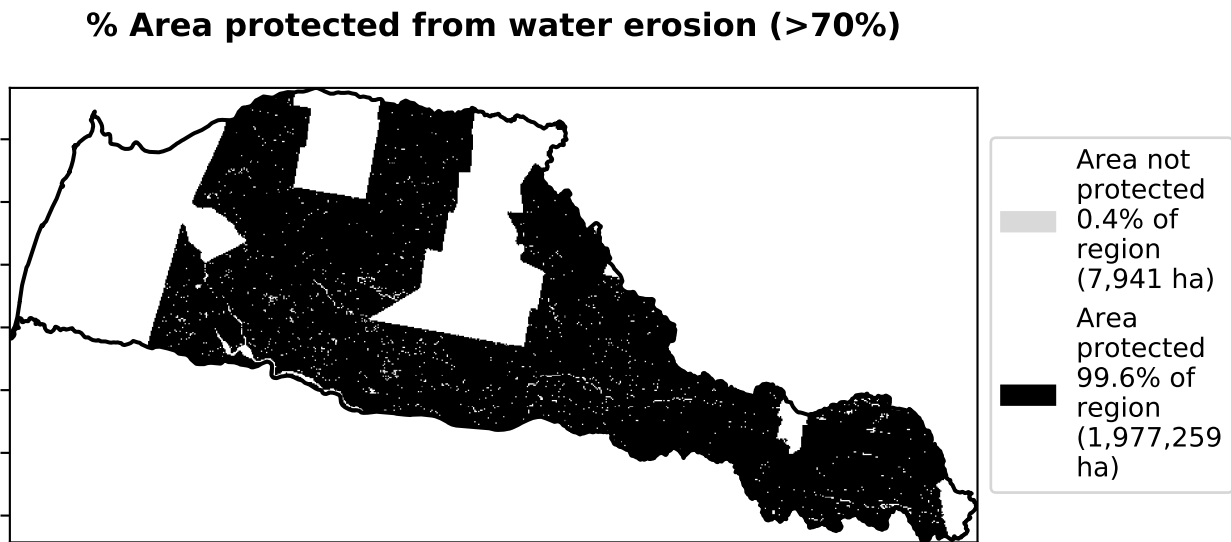 % Area protected from water erosion (>70%)
Area not
protected
0.4% of
region
(7,941 ha)
Area
protected
99.6% of
region
(1,977,259
ha)